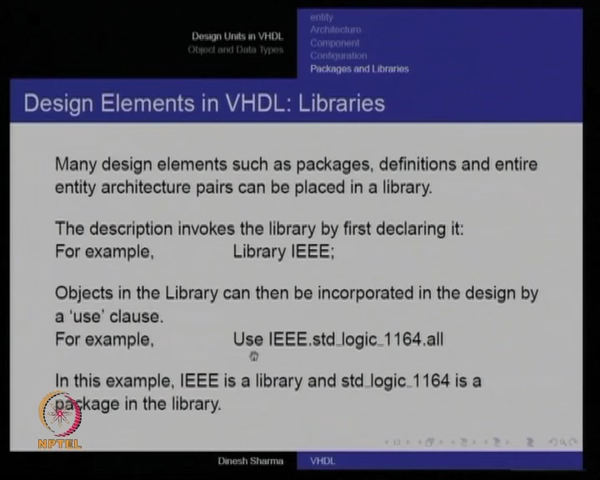 Design Units in VHDL
Object and Data Types
entity
Architecture
Component
Configuration
Packages and Libraries
Design Elements in VHDL: Libraries
Many design elements such as packages, definitions and entire
entity architecture pairs can be placed in a library.
The description invokes the library by first declaring it:
For example, Library IEEE;
Objects in the Library can then be incorporated in the design by
a 'use' clause.
For example, Use IEEE.std_logic_1164.all
In this example, IEEE is a library and std_logic_1164 is a
package in the library.
NPTEL
Dinesh Sharma VHDL